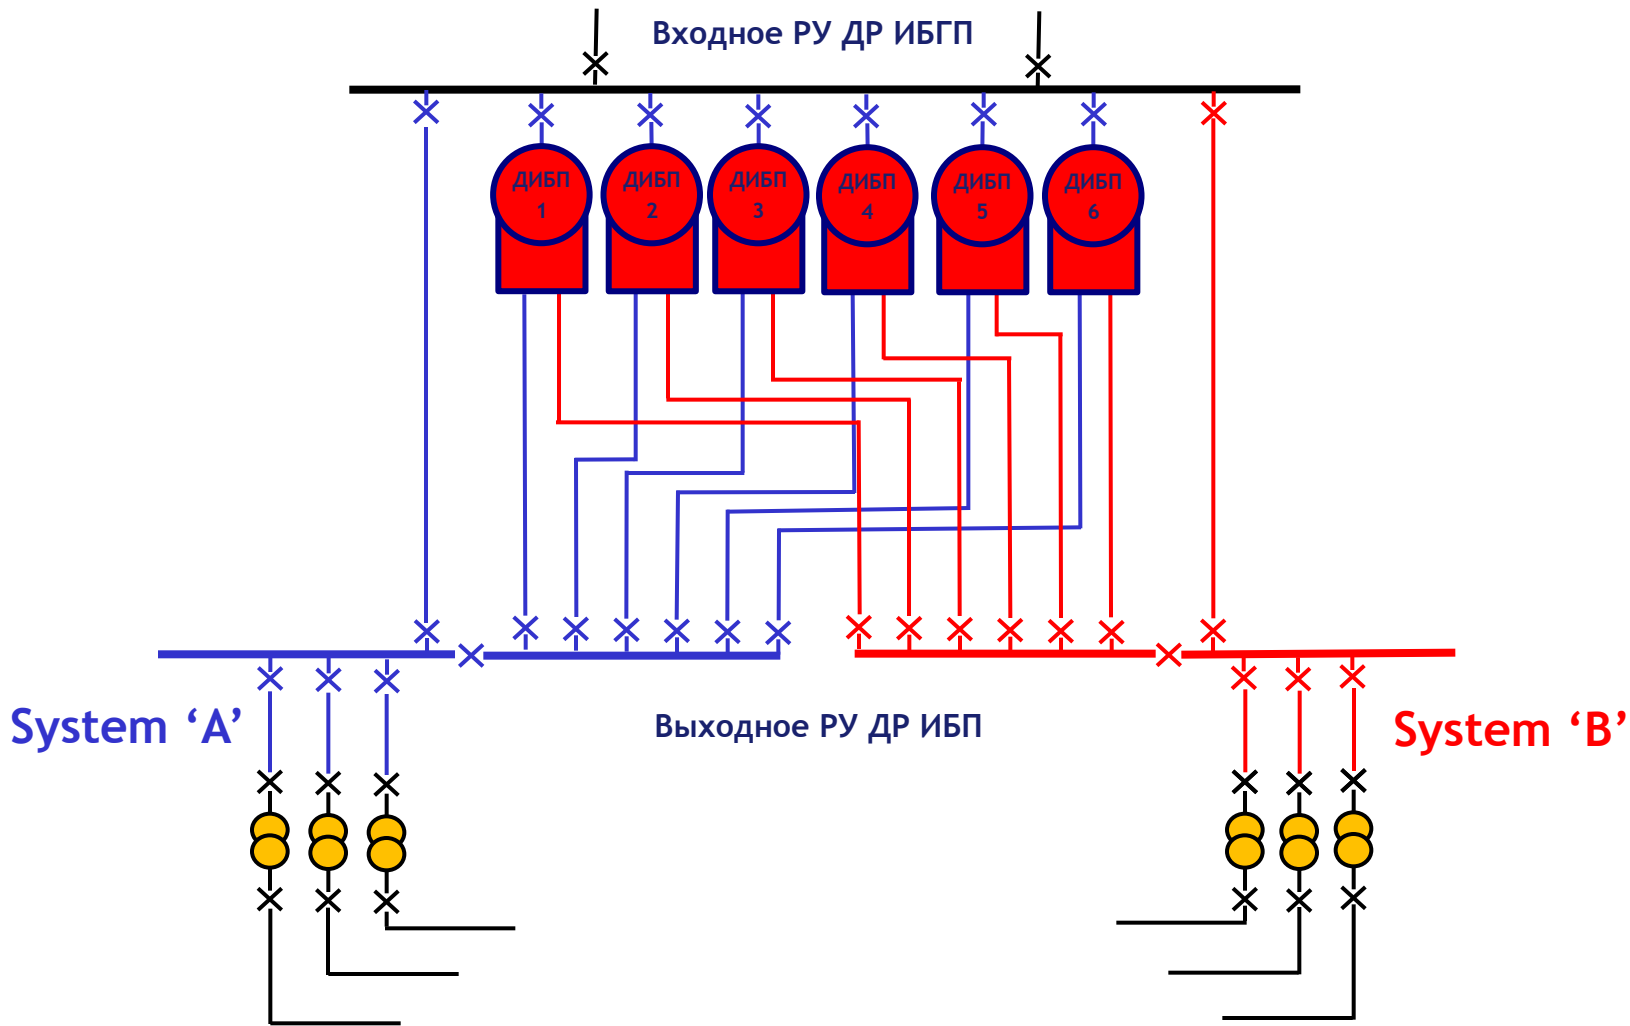 Входное РУ ДР ИБГП
ДИБП
1
ДИБП
2
ДИБП
3
ДИБП
4
ДИБП
5
ДИБП
6
System ‘A’
Выходное РУ ДР ИБП
System ‘B’